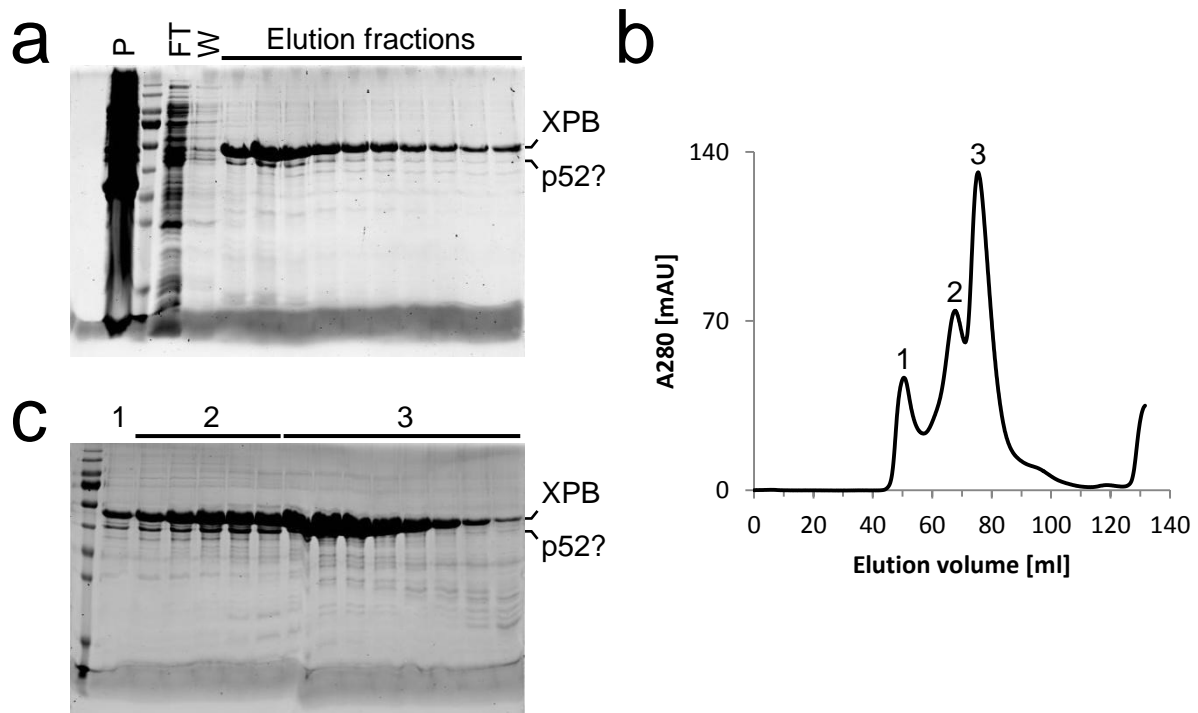 a
P
FT
W
Elution fractions
XPB
p52?
b
140
70
0
A280 [mAU]
1
2
3
0 20 40 60 80 100 120 140
Elution volume [ml]
c
1 2 3
XPB
p52?